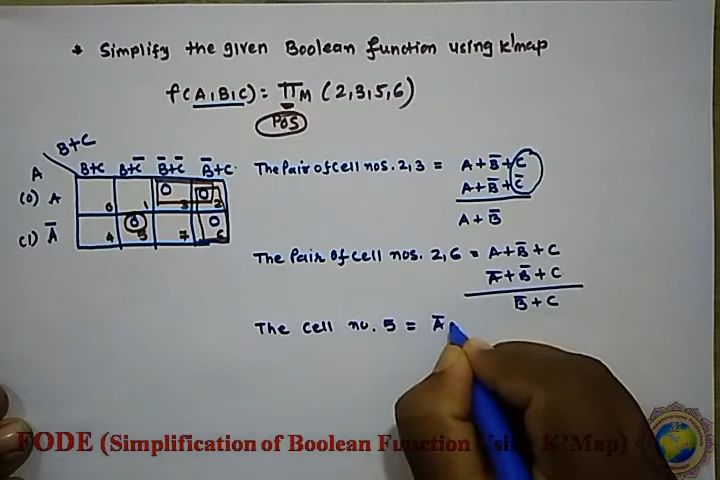 * Simplify the given Boolean function using K'map
f(A,B,C) = ΠM (2,3,5,6)
POS
B+C
A
B+C B+C̅ B̅+C̅ B̅+C
(0) A
0 0
0 1 3 2
(1) A̅
0 0
4 5 7 6
The Pair of Cell nos. 2,3 = A+B̅+C
A+B̅+C̅
A+B̅
The Pair of Cell nos. 2,6 = A+B̅+C
A̅+B̅+C
B̅+C
The Cell no. 5 = A̅
FODE (Simplification of Boolean Function Using K'Map)